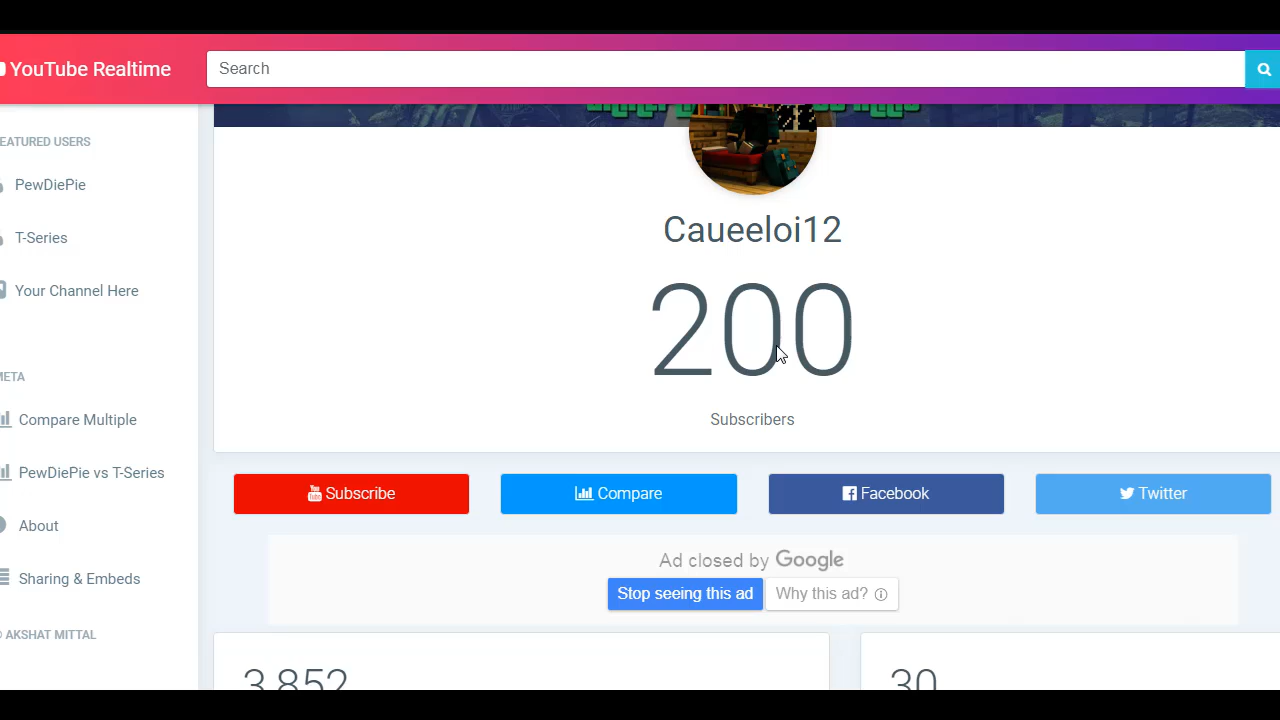 YouTube Realtime
Search
EATURED USERS
PewDiePie
T-Series
Your Channel Here
META
Compare Multiple
PewDiePie vs T-Series
About
Sharing & Embeds
AKSHAT MITTAL
Caueeloi12
200
Subscribers
Subscribe
Compare
Facebook
Twitter
Ad closed by Google
Stop seeing this ad
Why this ad?
3,852
30